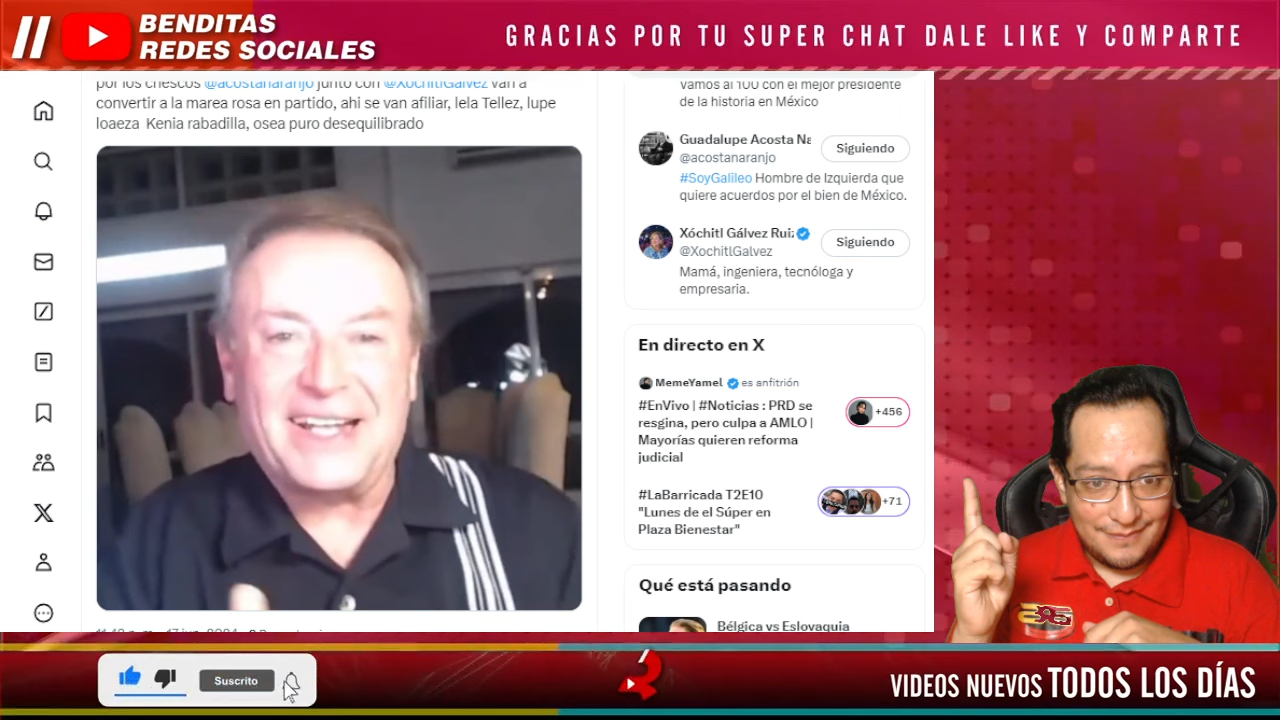 BENDITAS
REDES SOCIALES
GRACIAS POR TU SUPER CHAT DALE LIKE Y COMPARTE
por los chescos @acostanaranjo junto con @XochitlGalvez van a
convertir a la marea rosa en partido, ahi se van afiliar, lela Tellez, lupe
loaeza Kenia rabadilla, osea puro desequilibrado
Vamos al 100 con el mejor presidente
de la historia en México
Guadalupe Acosta Na
@acostanaranjo
Siguiendo
#SoyGalileo Hombre de Izquierda que
quiere acuerdos por el bien de México.
Xóchitl Gálvez Ruiz
@XochitlGalvez
Siguiendo
Mamá, ingeniera, tecnóloga y
empresaria.
En directo en X
MemeYamel es anfitrión
#EnVivo | #Noticias : PRD se
resgina, pero culpa a AMLO |
Mayorías quieren reforma
judicial
+456
#LaBarricada T2E10
"Lunes de el Súper en
Plaza Bienestar"
+71
Qué está pasando
Bélgica vs Eslovaquia
Suscrito
VIDEOS NUEVOS TODOS LOS DÍAS